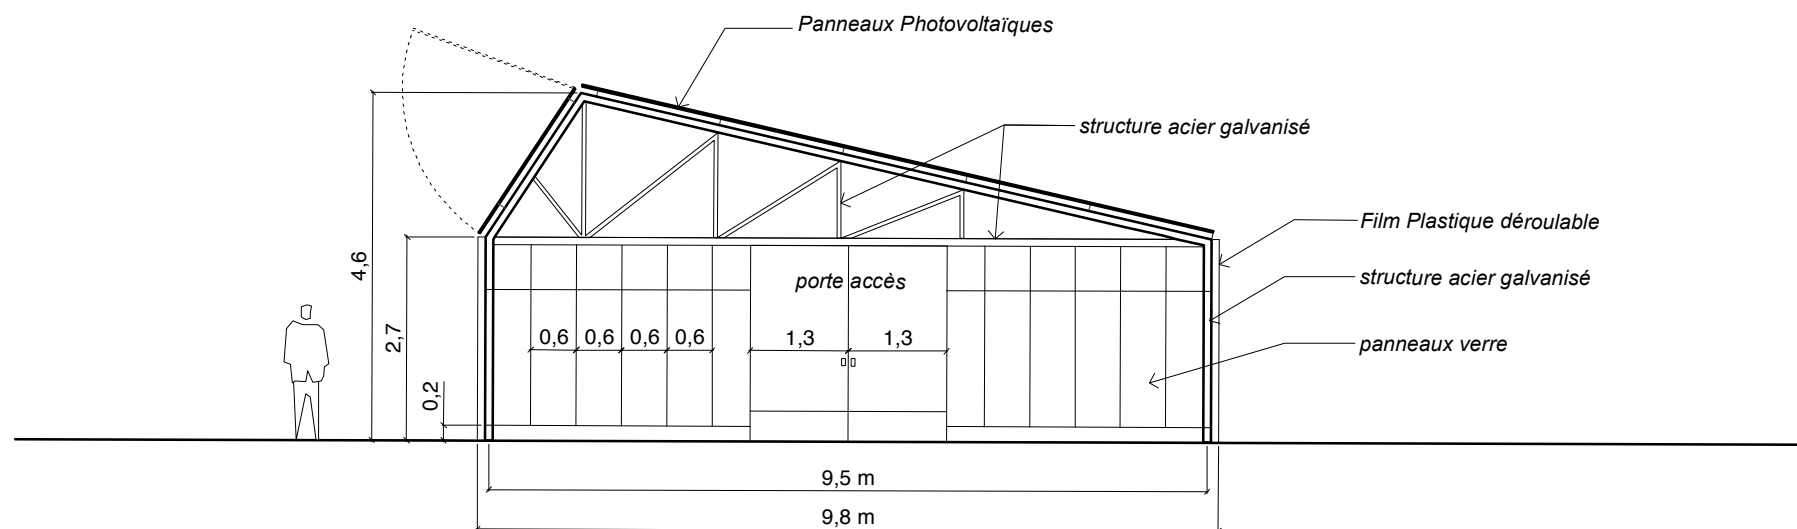 Panneaux Photovoltaïques
structure acier galvanisé
Film Plastique déroulable
4,6
structure acier galvanisé
porte accès
2,7
0,6 0,6 0,6 0,6 1,3 1,3
panneaux verre
0,2
9,5 m
9,8 m